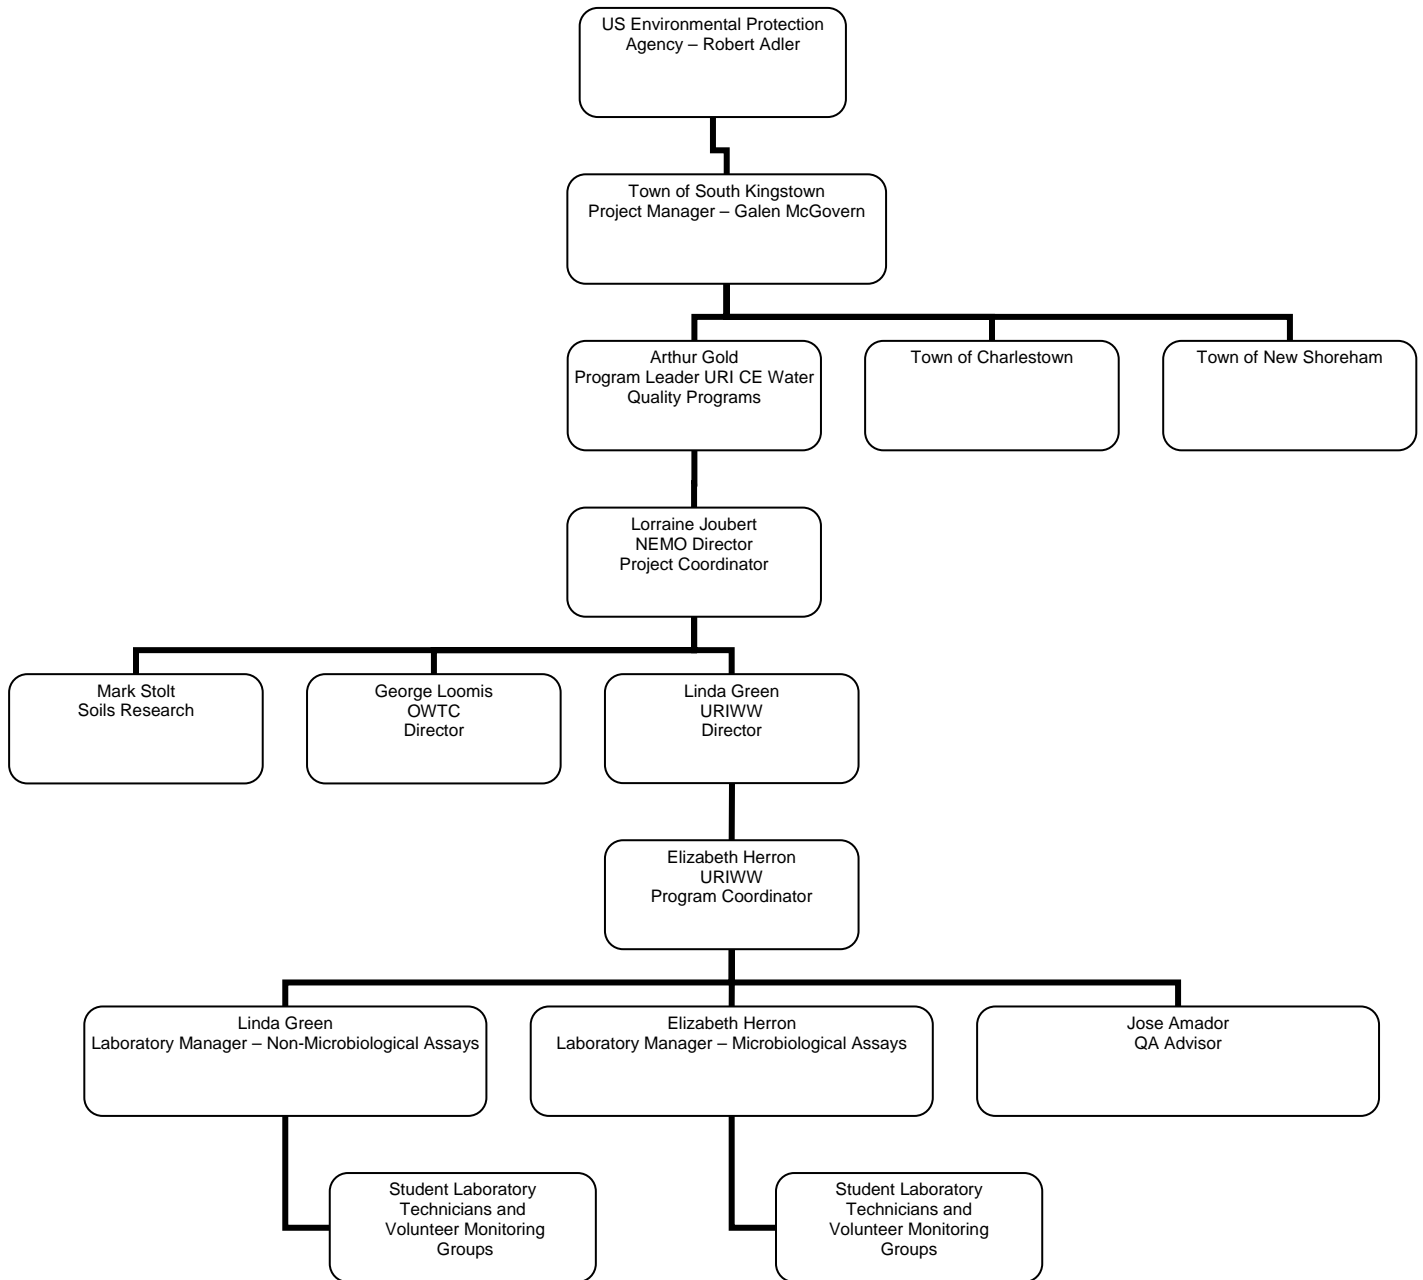 US Environmental Protection
Agency – Robert Adler
Town of South Kingstown
Project Manager – Galen McGovern
Arthur Gold
Program Leader URI CE Water
Quality Programs
Town of Charlestown
Town of New Shoreham
Lorraine Joubert
NEMO Director
Project Coordinator
Mark Stolt
Soils Research
George Loomis
OWTC
Director
Linda Green
URIWW
Director
Elizabeth Herron
URIWW
Program Coordinator
Linda Green
Laboratory Manager – Non-Microbiological Assays
Elizabeth Herron
Laboratory Manager – Microbiological Assays
Jose Amador
QA Advisor
Student Laboratory
Technicians and
Volunteer Monitoring
Groups
Student Laboratory
Technicians and
Volunteer Monitoring
Groups